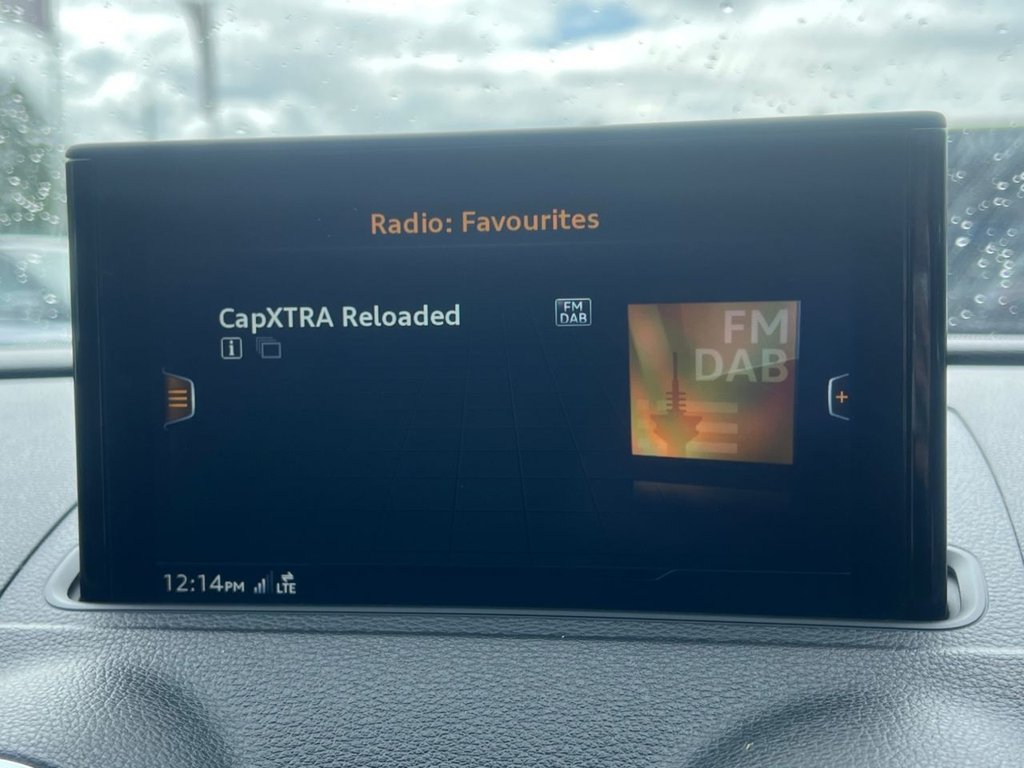 Radio: Favourites
CapXTRA Reloaded
FM
DAB
i
FM
DAB
12:14PM
LTE